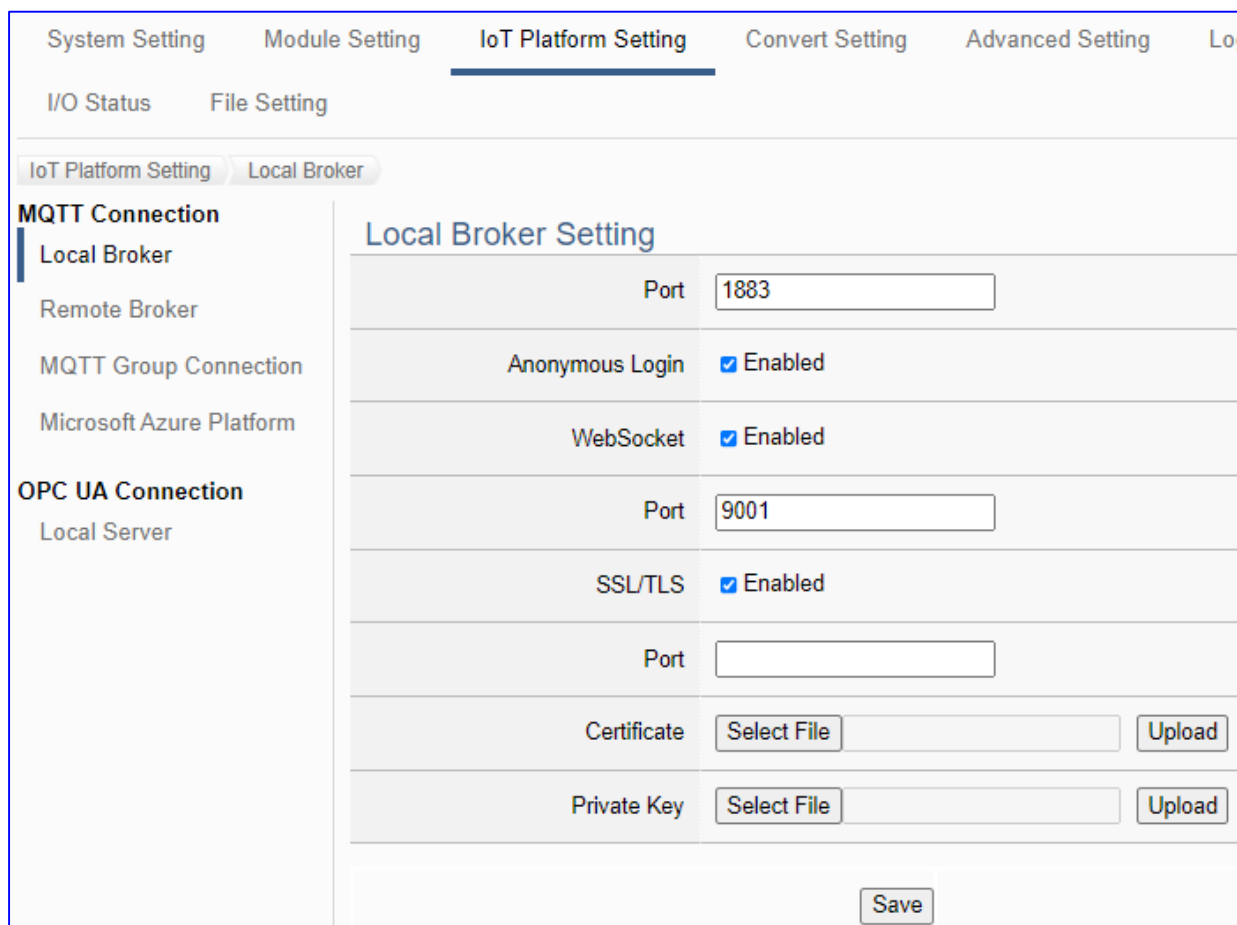 System Setting Module Setting IoT Platform Setting Convert Setting Advanced Setting
I/O Status File Setting
IoT Platform Setting Local Broker
MQTT Connection
Local Broker
Remote Broker
MQTT Group Connection
Microsoft Azure Platform
OPC UA Connection
Local Server
Local Broker Setting
Port 1883
Anonymous Login Enabled
WebSocket Enabled
Port 9001
SSL/TLS Enabled
Port
Certificate Select File Upload
Private Key Select File Upload
Save